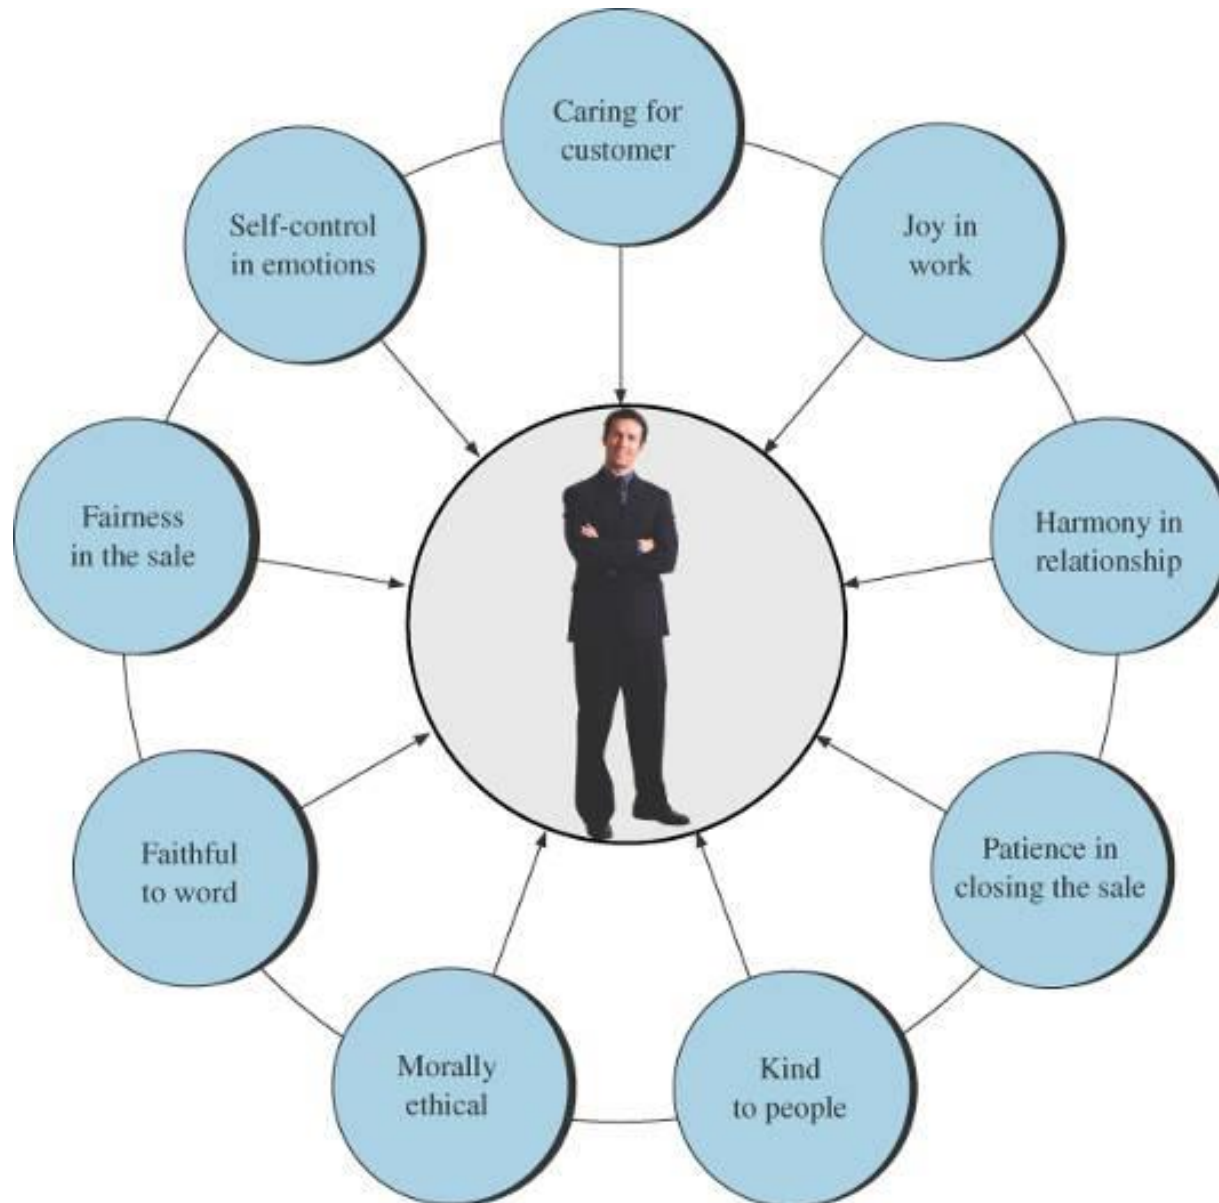 Caring for
customer
Joy in
work
Harmony in
relationship
Patience in
closing the sale
Kind
to people
Morally
ethical
Faithful
to word
Fairness
in the sale
Self-control
in emotions